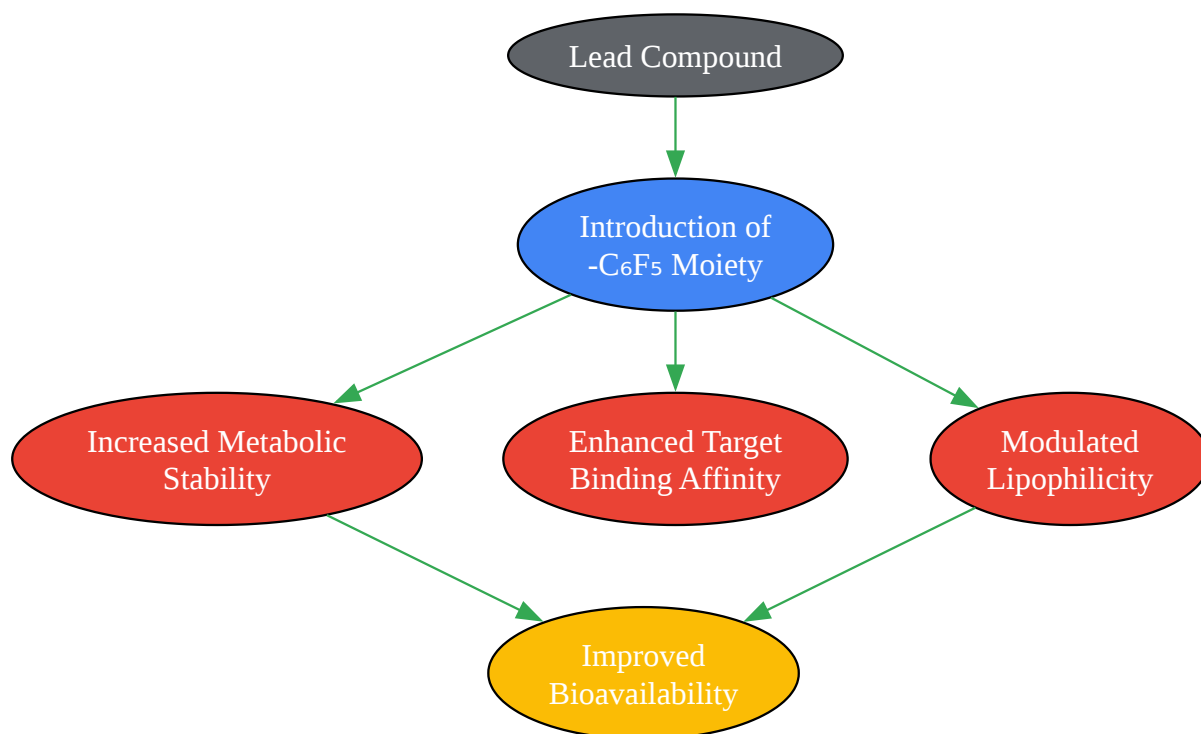 Lead Compound
Introduction of
-C₆F₅ Moiety
Increased Metabolic
Stability
Enhanced Target
Binding Affinity
Modulated
Lipophilicity
Improved
Bioavailability